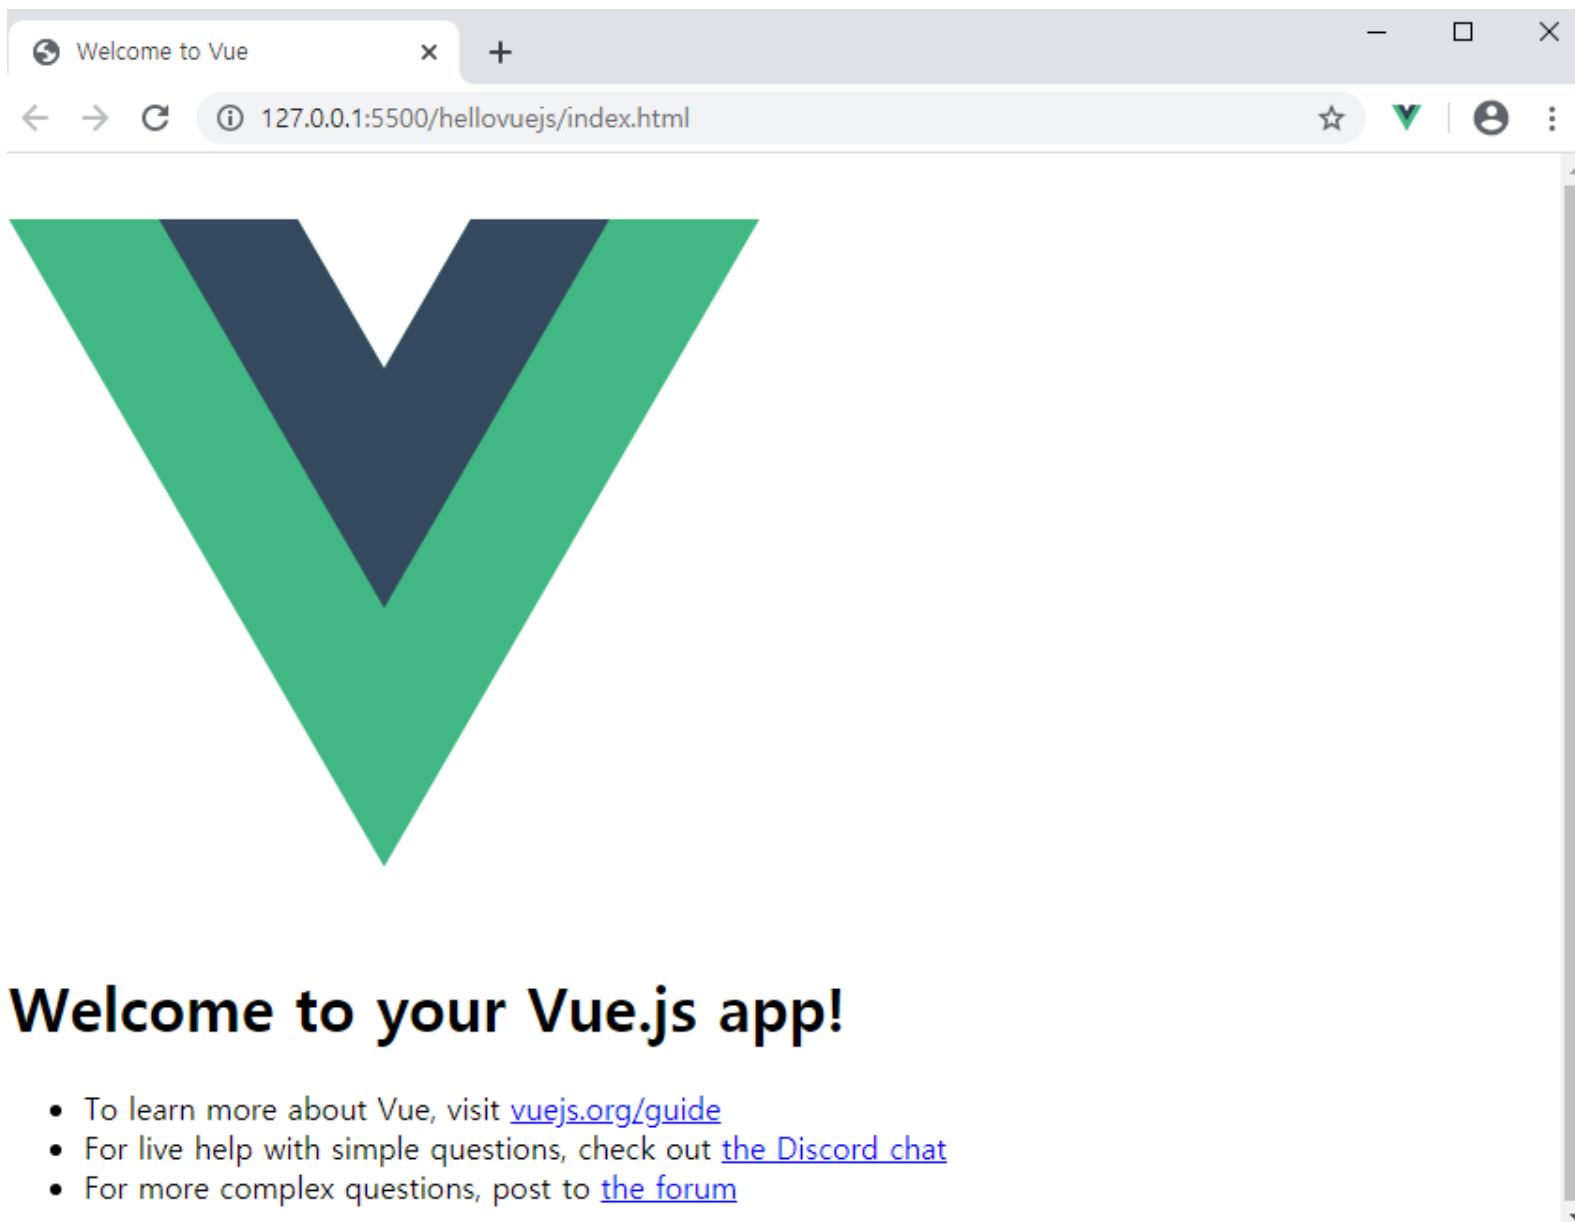 Welcome to Vue
127.0.0.1:5500/hellovuejs/index.html
Welcome to your Vue.js app!
To learn more about Vue, visit vuejs.org/guide
For live help with simple questions, check out the Discord chat
For more complex questions, post to the forum